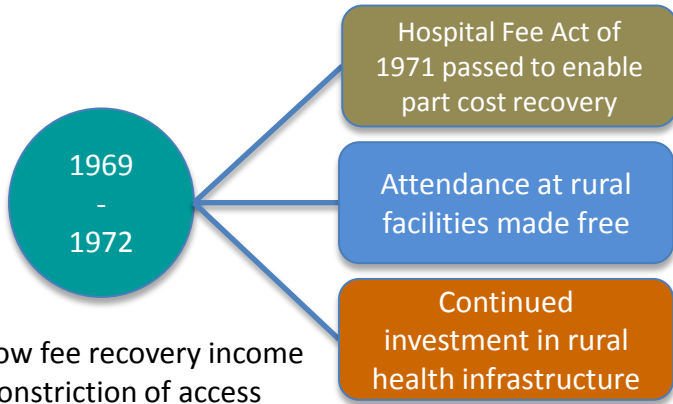 1969
-
1972
Hospital Fee Act of
1971 passed to enable
part cost recovery
Attendance at rural
facilities made free
Continued
investment in rural
health infrastructure
ow fee recovery income
onstriction of access